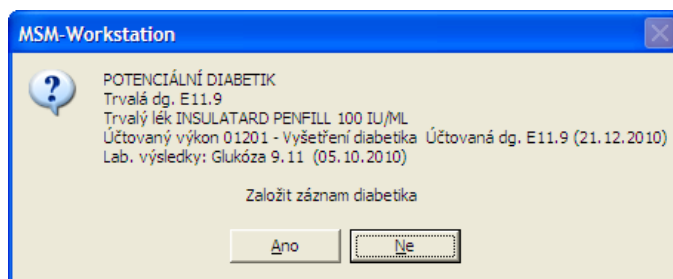 MSM-Workstation
POTENCIÁLNÍ DIABETIK
Trvalá dg. E11.9
Trvalý lék INSULATARD PENFILL 100 IU/ML
Účtovaný výkon 01201 - Vyšetření diabetika Účtovaná dg. E11.9 (21.12.2010)
Lab. výsledky: Glukóza 9.11 (05.10.2010)
Založit záznam diabetika
Ano Ne